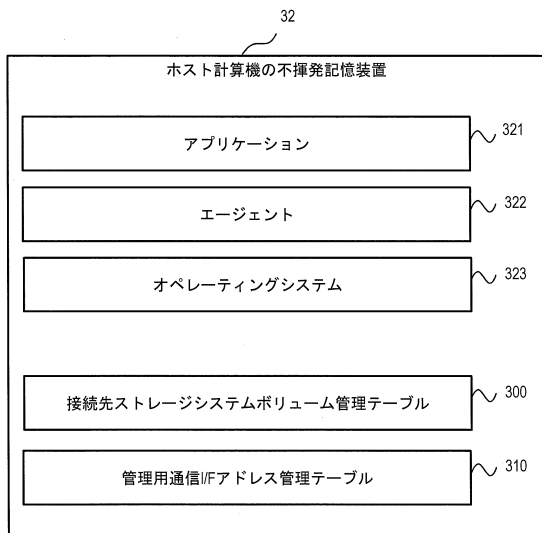 32
ホスト計算機の不揮発記憶装置
アプリケーション
321
エージェント
322
オペレーティングシステム
323
接続先ストレージシステムボリューム管理テーブル
300
管理用通信I/Fアドレス管理テーブル
310